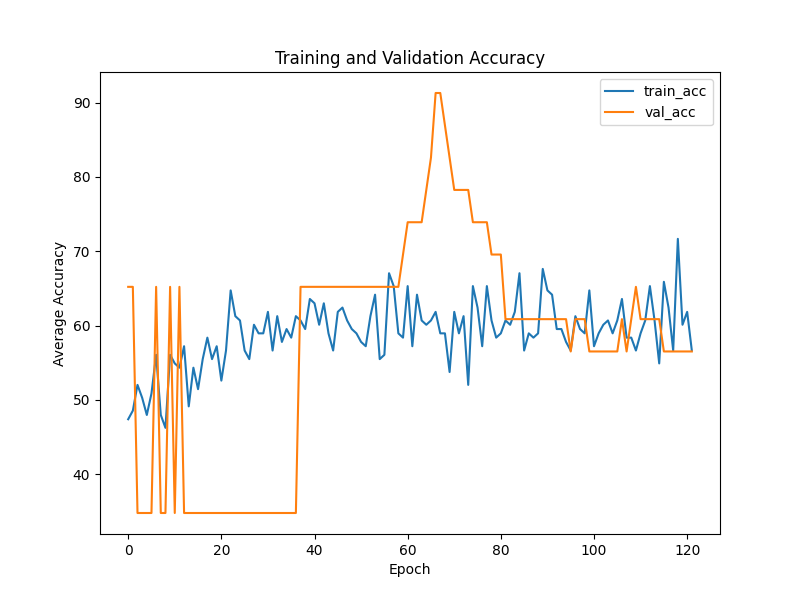 Training and Validation Accuracy
train_acc
val_acc
90
80
70
60
50
40
Average Accuracy
0 20 40 60 80 100 120
Epoch